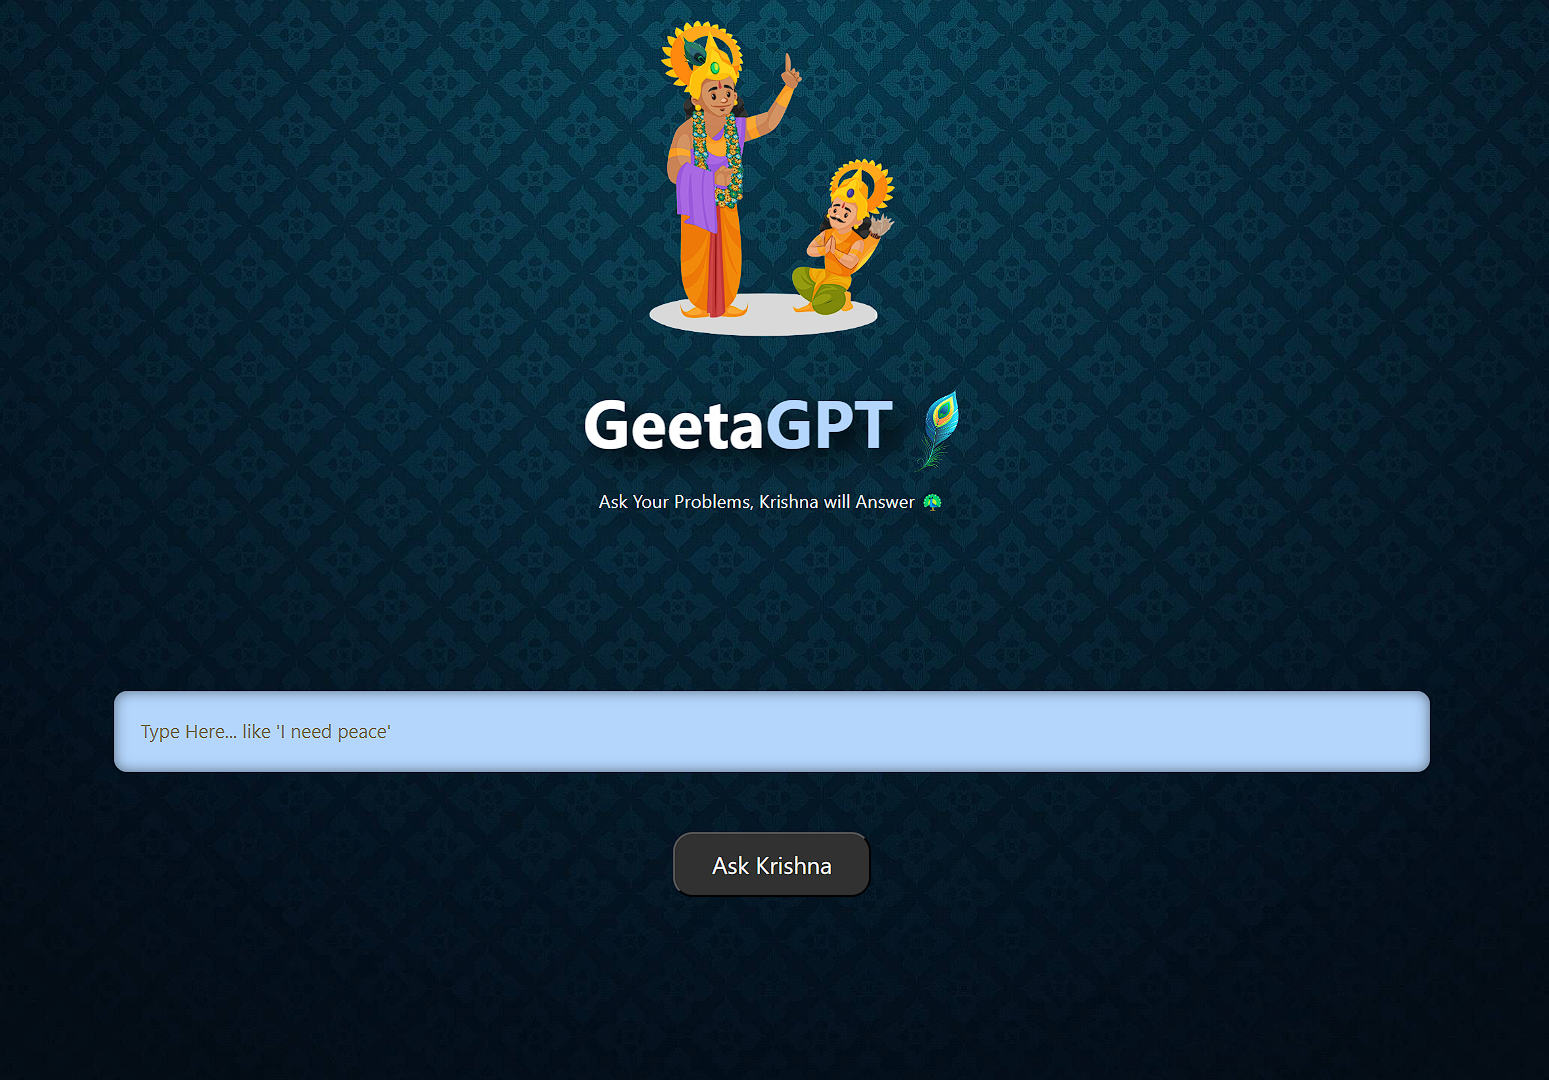 GeetaGPT
Ask Your Problems, Krishna will Answer
Type Here... like 'I need peace'
Ask Krishna